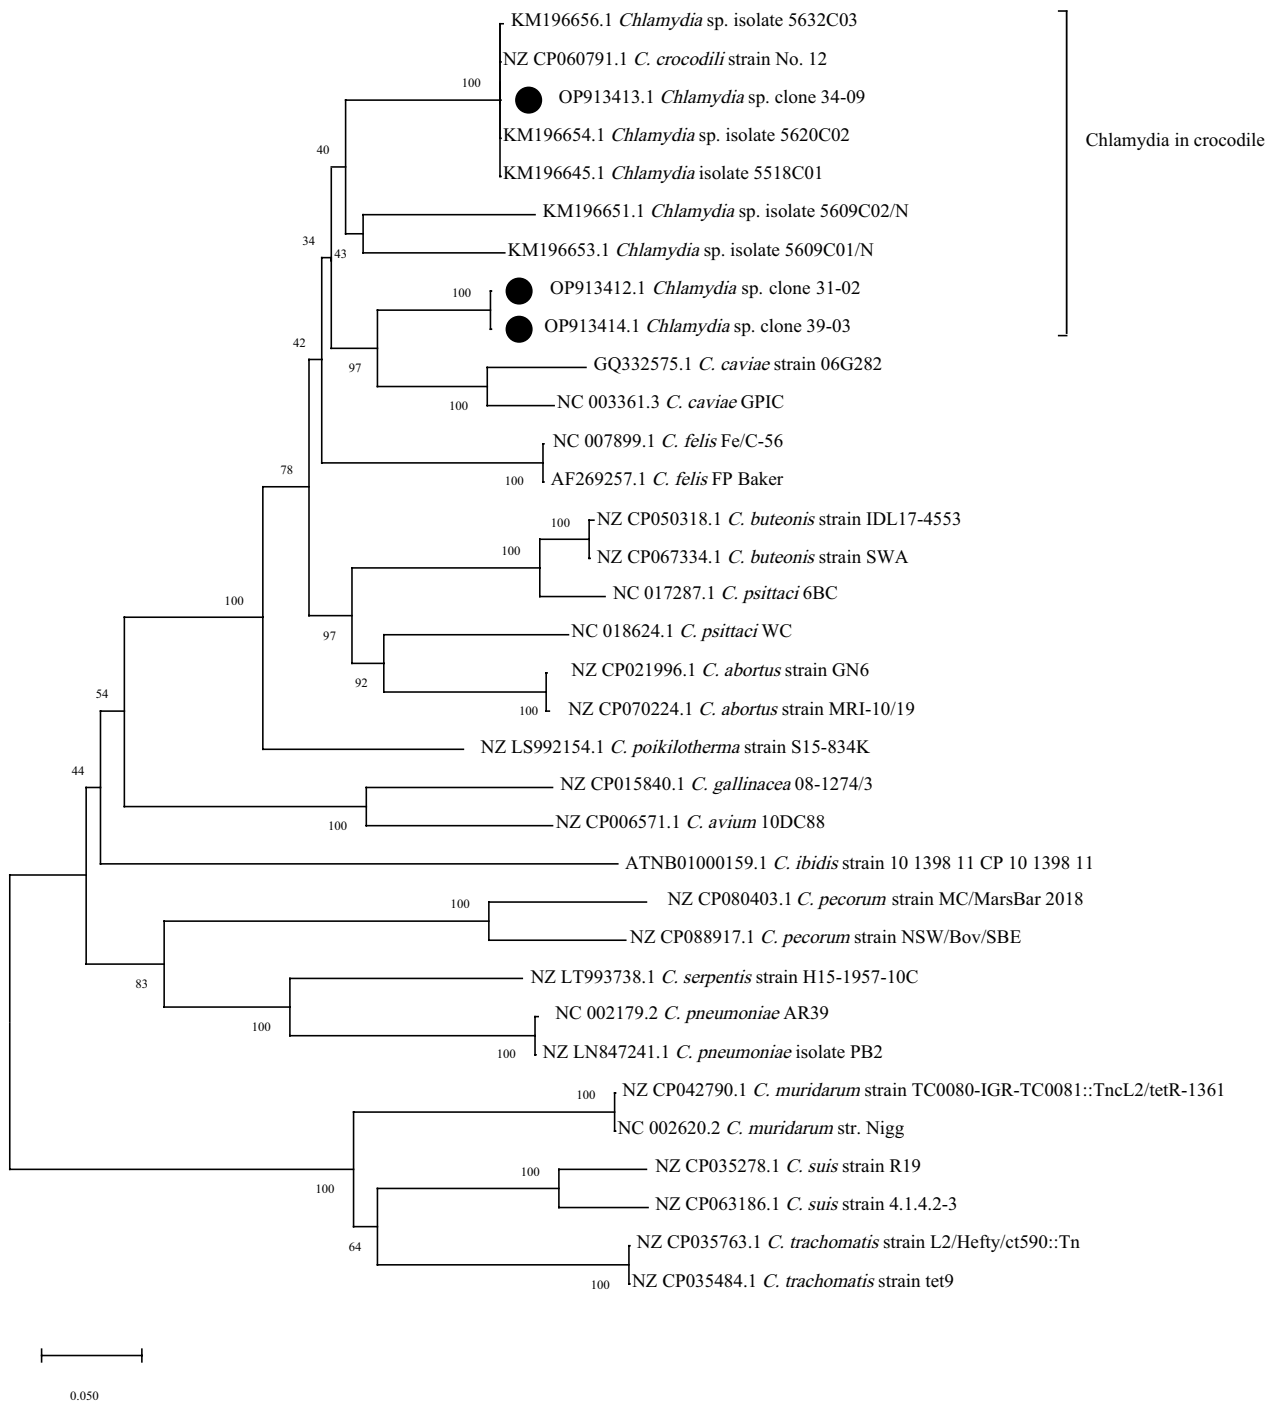 KM196656.1 Chlamydia sp. isolate 5632C03
NZ CP060791.1 C. crocodili strain No. 12
100
OP913413.1 Chlamydia sp. clone 34-09
KM196654.1 Chlamydia sp. isolate 5620C02
Chlamydia in crocodile
40
KM196645.1 Chlamydia isolate 5518C01
KM196651.1 Chlamydia sp. isolate 5609C02/N
34
43
KM196653.1 Chlamydia sp. isolate 5609C01/N
100
OP913412.1 Chlamydia sp. clone 31-02
OP913414.1 Chlamydia sp. clone 39-03
42
97
GQ332575.1 C. caviae strain 06G282
100
NC 003361.3 C. caviae GPIC
NC 007899.1 C. felis Fe/C-56
78
100
AF269257.1 C. felis FP Baker
100
NZ CP050318.1 C. buteonis strain IDL17-4553
100
NZ CP067334.1 C. buteonis strain SWA
100
NC 017287.1 C. psittaci 6BC
97
NC 018624.1 C. psittaci WC
92
NZ CP021996.1 C. abortus strain GN6
54
100
NZ CP070224.1 C. abortus strain MRI-10/19
NZ LS992154.1 C. poikilotherma strain S15-834K
44
NZ CP015840.1 C. gallinacea 08-1274/3
100
NZ CP006571.1 C. avium 10DC88
ATNB01000159.1 C. ibidis strain 10 1398 11 CP 10 1398 11
100
NZ CP080403.1 C. pecorum strain MC/MarsBar 2018
NZ CP088917.1 C. pecorum strain NSW/Bov/SBE
83
NZ LT993738.1 C. serpentis strain H15-1957-10C
100
NC 002179.2 C. pneumoniae AR39
100
NZ LN847241.1 C. pneumoniae isolate PB2
100
NZ CP042790.1 C. muridarum strain TC0080-IGR-TC0081::TncL2/tetR-1361
NC 002620.2 C. muridarum str. Nigg
100
100
NZ CP035278.1 C. suis strain R19
NZ CP063186.1 C. suis strain 4.1.4.2-3
64
NZ CP035763.1 C. trachomatis strain L2/Hefty/ct590::Tn
100
NZ CP035484.1 C. trachomatis strain tet9
0.050